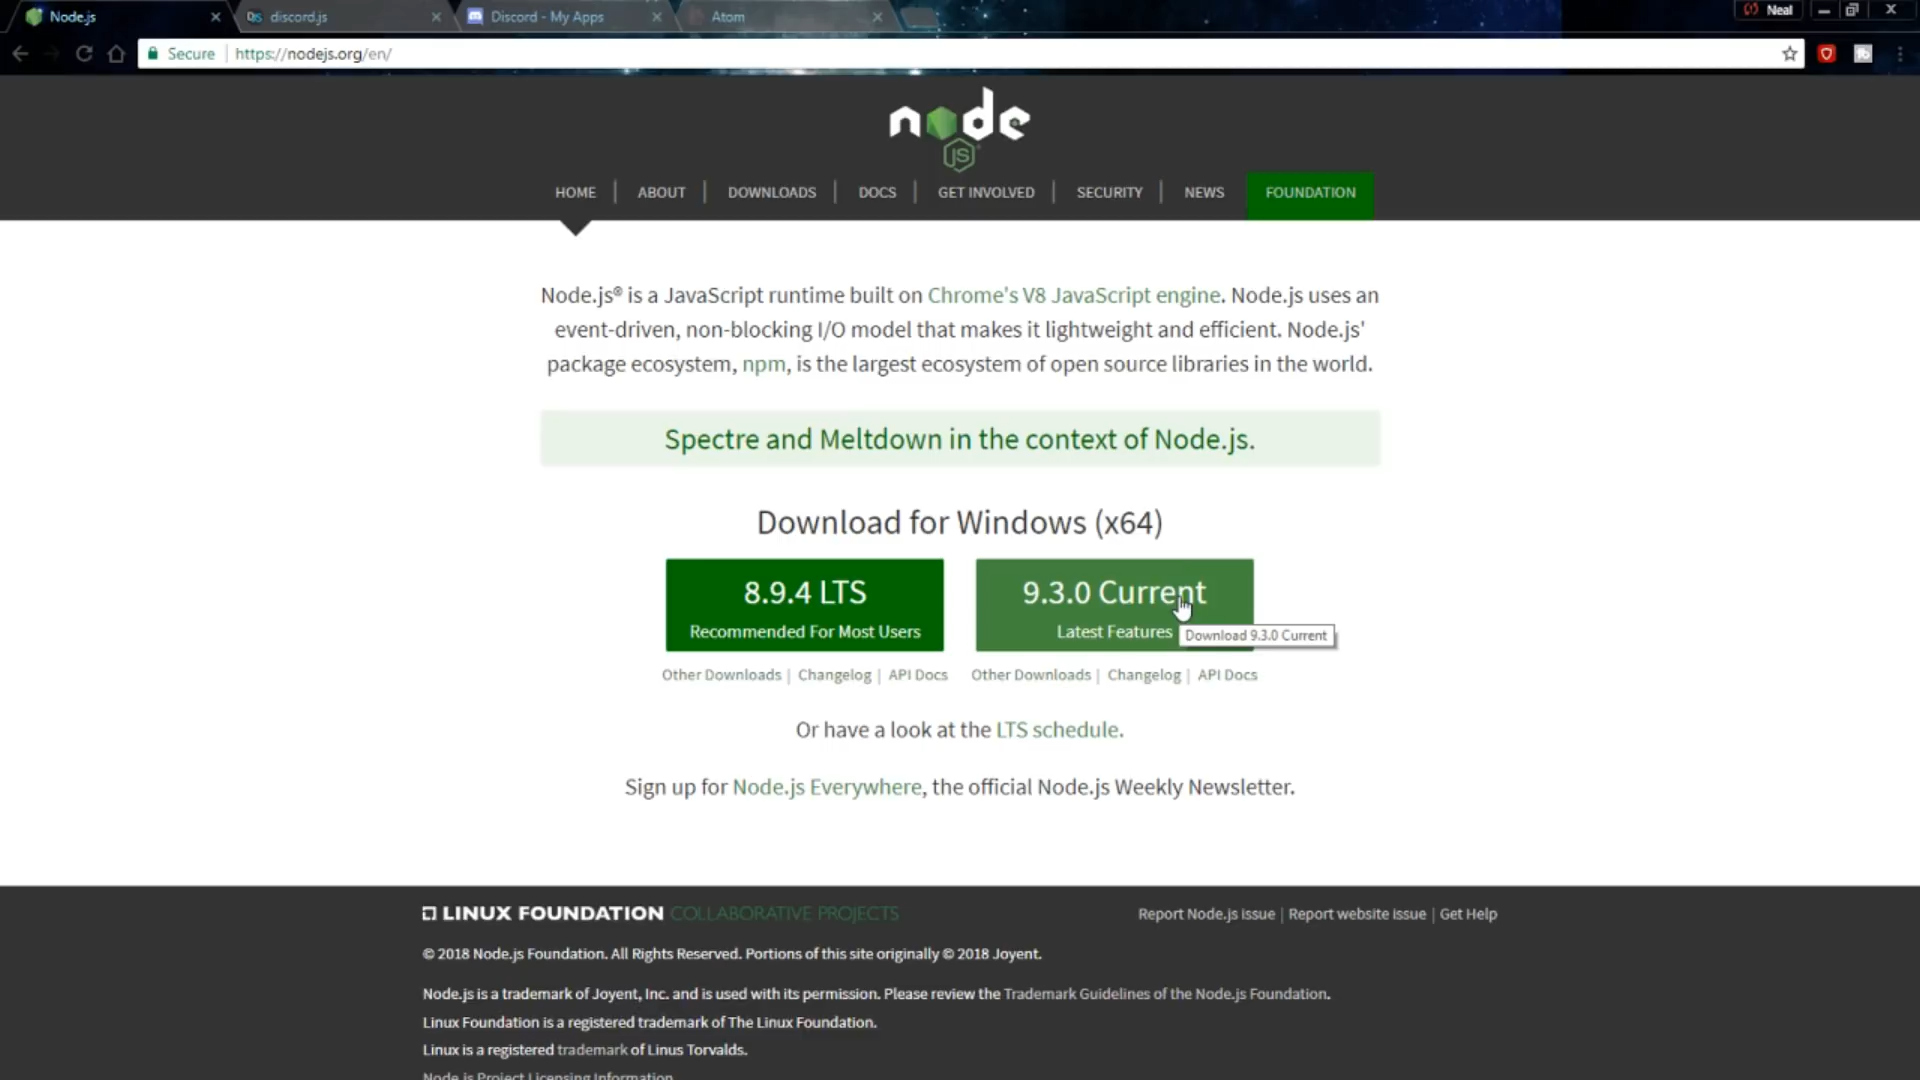 Node.js
discord.js
Discord - My Apps
Atom
Neal
Secure
https://nodejs.org/en/
node
JS
HOME
ABOUT
DOWNLOADS
DOCS
GET INVOLVED
SECURITY
NEWS
FOUNDATION
Node.js® is a JavaScript runtime built on Chrome's V8 JavaScript engine. Node.js uses an
event-driven, non-blocking I/O model that makes it lightweight and efficient. Node.js'
package ecosystem, npm, is the largest ecosystem of open source libraries in the world.
Spectre and Meltdown in the context of Node.js.
Download for Windows (x64)
8.9.4 LTS
Recommended For Most Users
9.3.0 Current
Latest Features
Download 9.3.0 Current
Other Downloads | Changelog | API Docs
Other Downloads | Changelog | API Docs
Or have a look at the LTS schedule.
Sign up for Node.js Everywhere, the official Node.js Weekly Newsletter.
LINUX FOUNDATION COLLABORATIVE PROJECTS
Report Node.js issue | Report website issue | Get Help
© 2018 Node.js Foundation. All Rights Reserved. Portions of this site originally © 2018 Joyent.
Node.js is a trademark of Joyent, Inc. and is used with its permission. Please review the Trademark Guidelines of the Node.js Foundation.
Linux Foundation is a registered trademark of The Linux Foundation.
Linux is a registered trademark of Linus Torvalds.
Node.js Project Licensing Information.